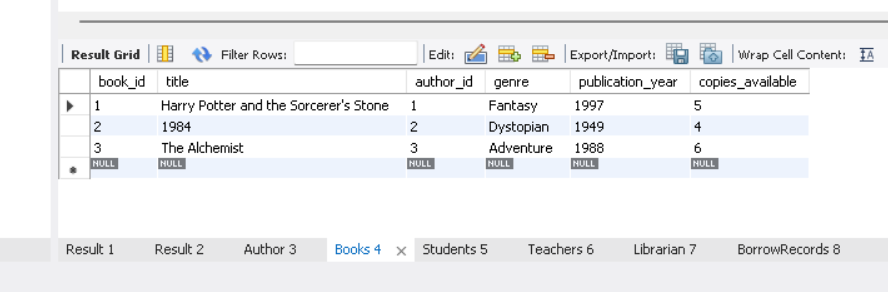 Result Grid Filter Rows: Edit: Export/Import: Wrap Cell Content: IA
book_id title author_id genre publication_year copies_available
1 Harry Potter and the Sorcerer's Stone 1 Fantasy 1997 5
2 1984 2 Dystopian 1949 4
3 The Alchemist 3 Adventure 1988 6
NULL NULL NULL NULL NULL NULL
Result 1 Result 2 Author 3 Books 4 × Students 5 Teachers 6 Librarian 7 BorrowRecords 8